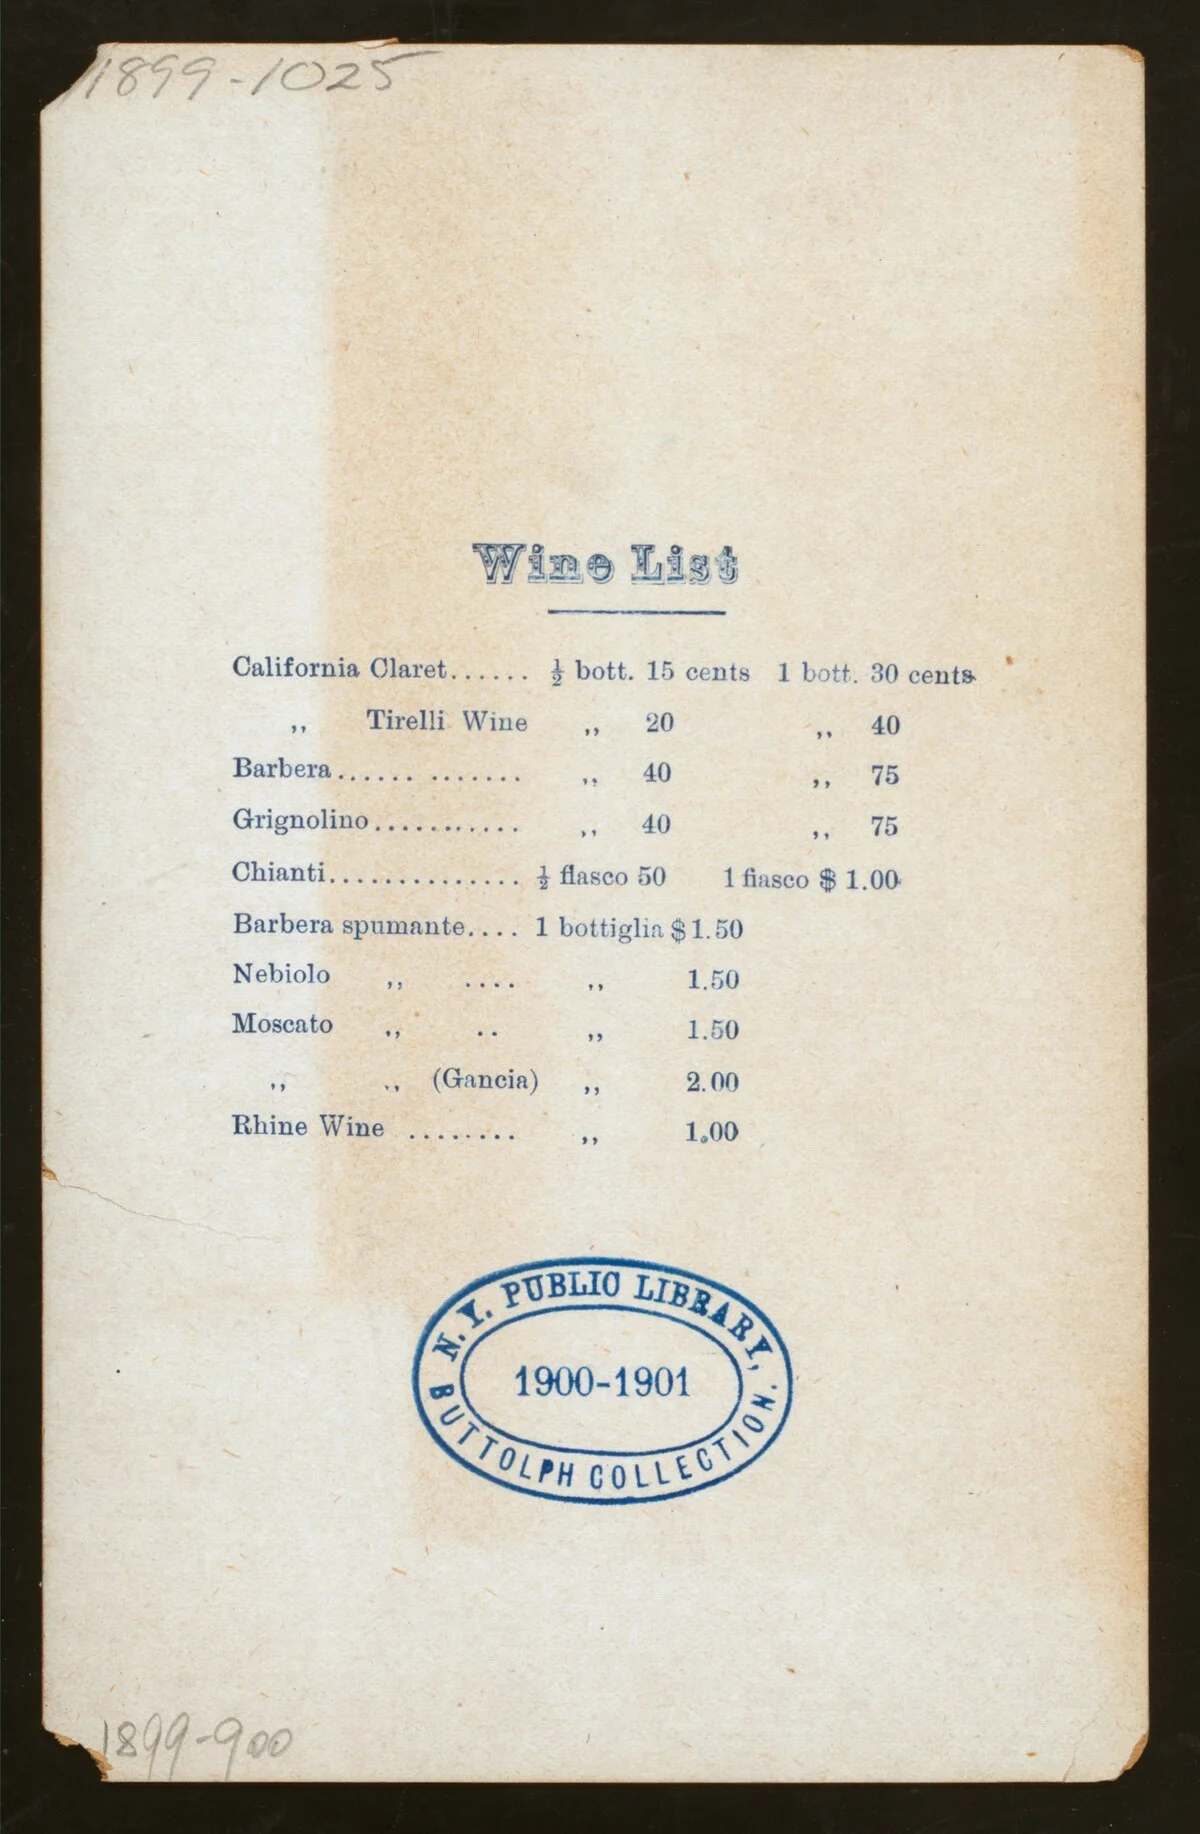 1899-1025
Wine List
California Claret...... ½ bott. 15 cents 1 bott. 30 cents
,, Tirelli Wine ,, 20 ,, 40
Barbera...... ....... ,, 40 ,, 75
Grignolino........... ,, 40 ,, 75
Chianti.............. ½ fiasco 50 1 fiasco $ 1.00
Barbera spumante.... 1 bottiglia $ 1.50
Nebiolo ,, .... ,, 1.50
Moscato ,, .. ,, 1.50
,, ,, (Gancia) ,, 2.00
Rhine Wine ........ ,, 1.00
N. Y. PUBLIC LIBRARY,
1900-1901
BUTTOLPH COLLECTION.
1899-900